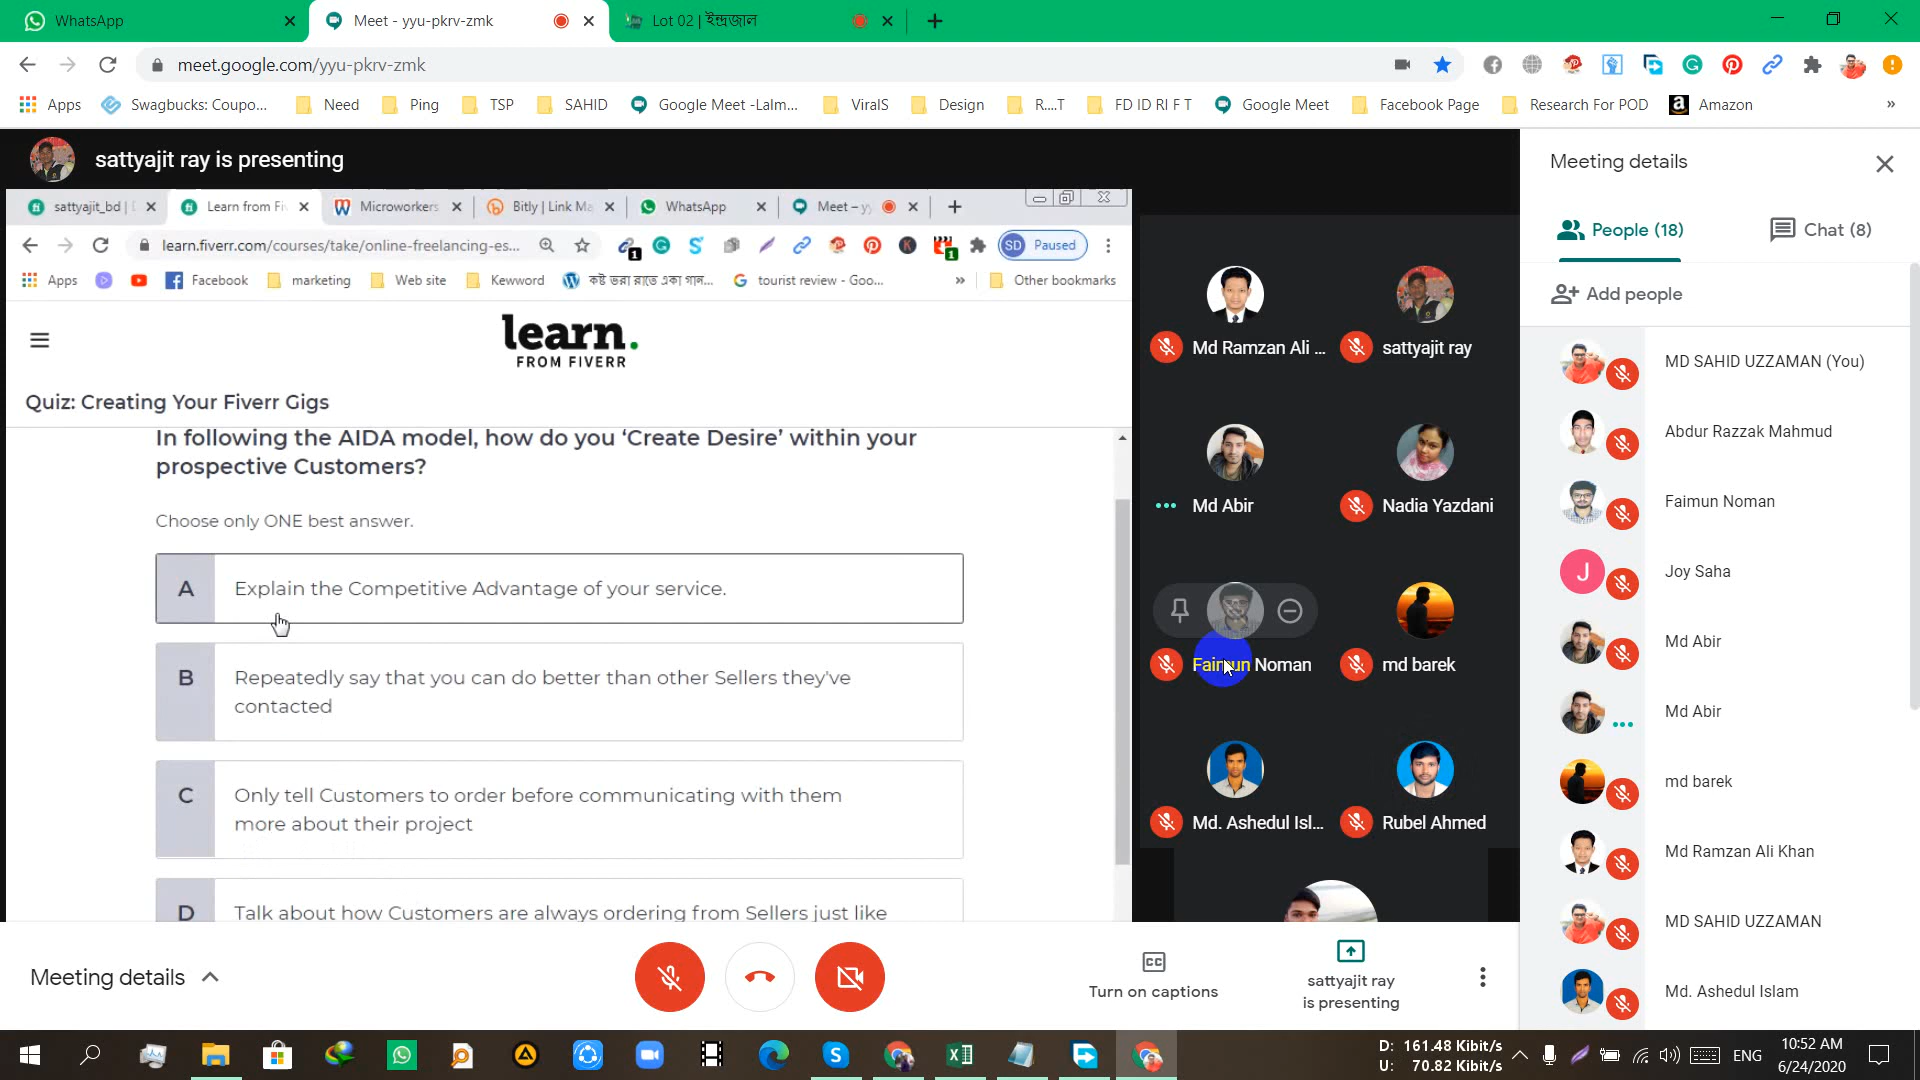 WhatsApp
Meet - yyu-pkrv-zmk
Lot 02 | ইন্দ্রজাল
meet.google.com/yyu-pkrv-zmk
Apps
Swagbucks: Coupo...
Need
Ping
TSP
SAHID
Google Meet -Lalm...
ViralS
Design
R....T
FD ID RI F T
Google Meet
Facebook Page
Research For POD
Amazon
»
sattyajit ray is presenting
sattyajit_bd |
Learn from Fi
Microworkers
Bitly | Link Ma
WhatsApp
Meet – yy
learn.fiverr.com/courses/take/online-freelancing-es...
SD Paused
Apps
Facebook
marketing
Web site
Kewword
কষ্ট ভরা রাতে একা গান...
tourist review - Goo...
»
Other bookmarks
learn.
FROM FIVERR
Quiz: Creating Your Fiverr Gigs
In following the AIDA model, how do you ‘Create Desire’ within your
prospective Customers?
Choose only ONE best answer.
A Explain the Competitive Advantage of your service.
B Repeatedly say that you can do better than other Sellers they've
contacted
C Only tell Customers to order before communicating with them
more about their project
D Talk about how Customers are always ordering from Sellers just like
Md Ramzan Ali ...
sattyajit ray
Md Abir
Nadia Yazdani
Faimun Noman
md barek
Md. Ashedul Isl...
Rubel Ahmed
Meeting details
People (18)
Chat (8)
Add people
MD SAHID UZZAMAN (You)
Abdur Razzak Mahmud
Faimun Noman
J Joy Saha
Md Abir
Md Abir
md barek
Md Ramzan Ali Khan
MD SAHID UZZAMAN
Md. Ashedul Islam
Meeting details
CC
Turn on captions
sattyajit ray
is presenting
D: 161.48 Kibit/s
U: 70.82 Kibit/s
ENG
10:52 AM
6/24/2020